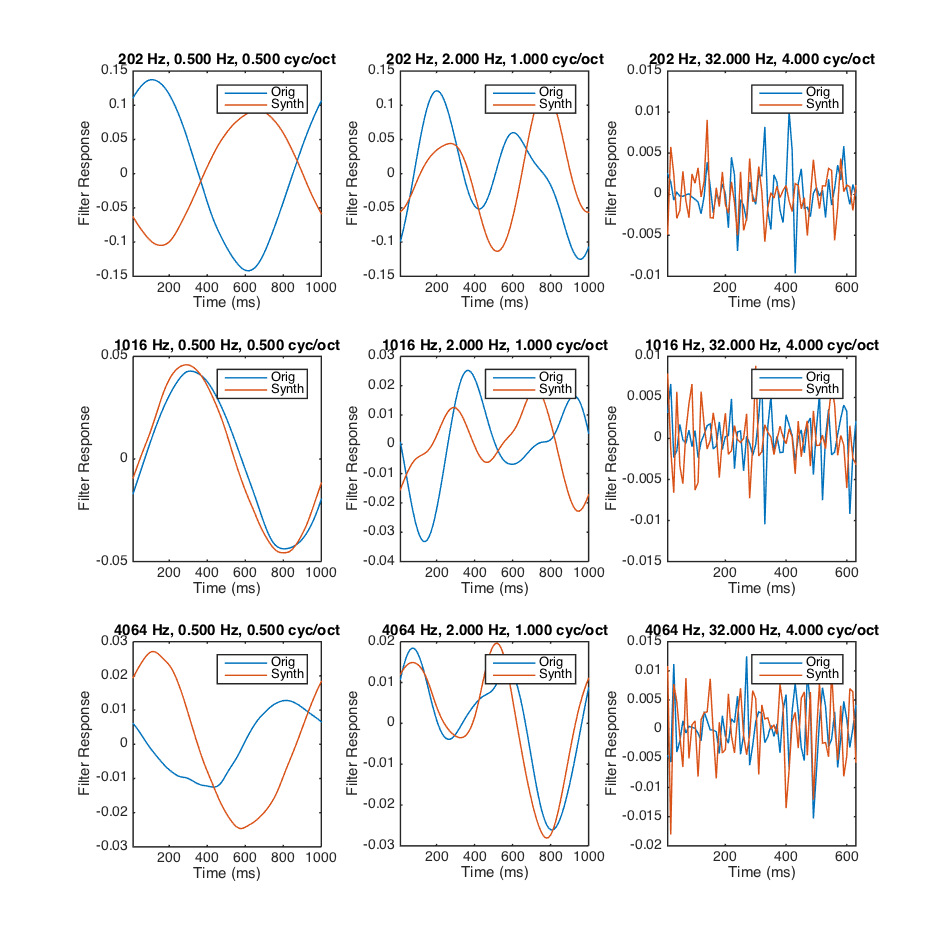 202 Hz, 0.500 Hz, 0.500 cyc/oct
0.15
0.1
0.05
0
-0.05
-0.1
-0.15
Filter Response
Orig
Synth
200 400 600 800 1000
Time (ms)
202 Hz, 2.000 Hz, 1.000 cyc/oct
0.15
0.1
0.05
0
-0.05
-0.1
-0.15
Filter Response
Orig
Synth
200 400 600 800 1000
Time (ms)
202 Hz, 32.000 Hz, 4.000 cyc/oct
0.015
0.01
0.005
0
-0.005
-0.01
Filter Response
Orig
Synth
200 400 600
Time (ms)
1016 Hz, 0.500 Hz, 0.500 cyc/oct
0.05
0
-0.05
Filter Response
Orig
Synth
200 400 600 800 1000
Time (ms)
1016 Hz, 2.000 Hz, 1.000 cyc/oct
0.03
0.02
0.01
0
-0.01
-0.02
-0.03
-0.04
Filter Response
Orig
Synth
200 400 600 800 1000
Time (ms)
1016 Hz, 32.000 Hz, 4.000 cyc/oct
0.01
0.005
0
-0.005
-0.01
-0.015
Filter Response
Orig
Synth
200 400 600
Time (ms)
4064 Hz, 0.500 Hz, 0.500 cyc/oct
0.03
0.02
0.01
0
-0.01
-0.02
-0.03
Filter Response
Orig
Synth
200 400 600 800 1000
Time (ms)
4064 Hz, 2.000 Hz, 1.000 cyc/oct
0.02
0.01
0
-0.01
-0.02
-0.03
Filter Response
Orig
Synth
200 400 600 800 1000
Time (ms)
4064 Hz, 32.000 Hz, 4.000 cyc/oct
0.015
0.01
0.005
0
-0.005
-0.01
-0.015
-0.02
Filter Response
Orig
Synth
200 400 600
Time (ms)